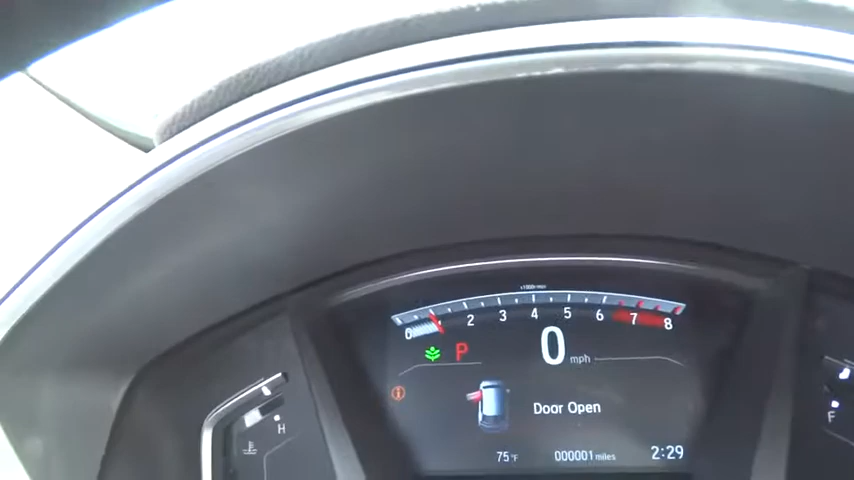 x1000r/min
0 2 3 4 5 6 7 8
P
0 mph
H
F
Door Open
75°F 000001 miles 2:29